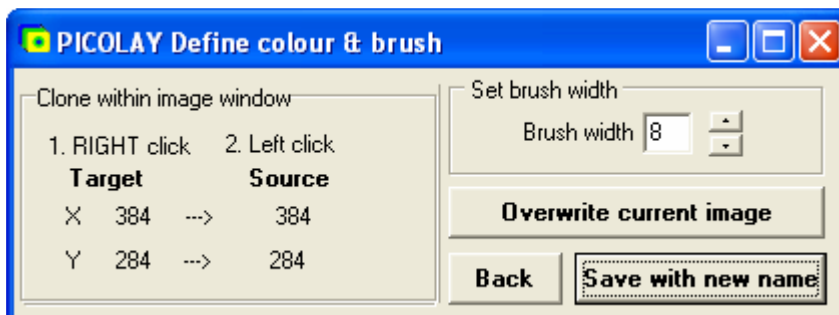 PICOLAY Define colour & brush
Clone within image window
1. RIGHT click 2. Left click
Target Source
X 384 ---> 384
Y 284 ---> 284
Set brush width
Brush width 8
Overwrite current image
Back Save with new name